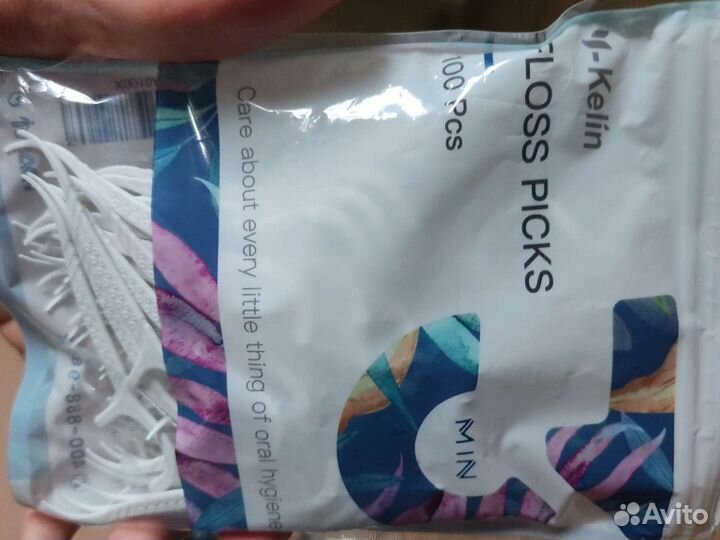 y-Kelin
FLOSS PICKS
100 Pcs
MIN
Care about every little thing of oral hygiene
Avito